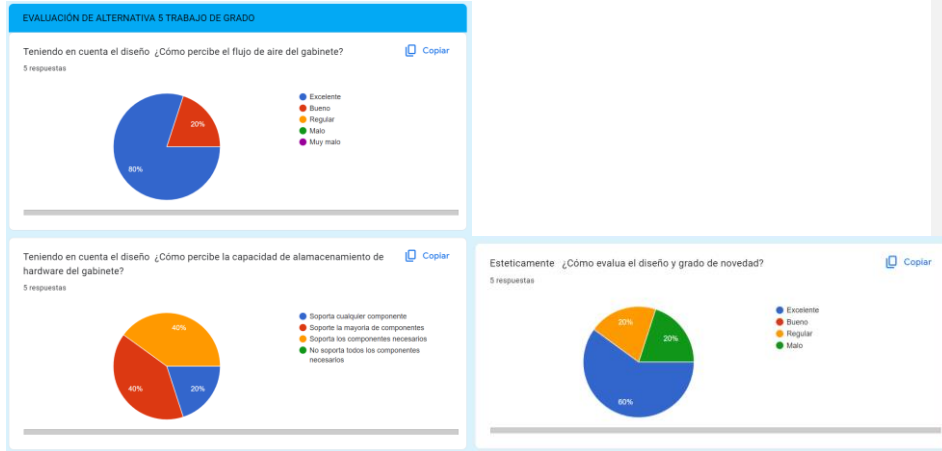 EVALUACIÓN DE ALTERNATIVA 5 TRABAJO DE GRADO
Teniendo en cuenta el diseño ¿Cómo percibe el flujo de aire del gabinete?
Copiar
5 respuestas
20%
80%
Excelente
Bueno
Regular
Malo
Muy malo
Teniendo en cuenta el diseño ¿Cómo percibe la capacidad de alamacenamiento de
hardware del gabinete?
Copiar
5 respuestas
40%
40%
20%
Soporta cualquier componente
Soporte la mayoria de componentes
Soporta los componentes necesarios
No soporta todos los componentes
necesarios
Esteticamente ¿Cómo evalua el diseño y grado de novedad?
Copiar
5 respuestas
20%
20%
60%
Excelente
Bueno
Regular
Malo